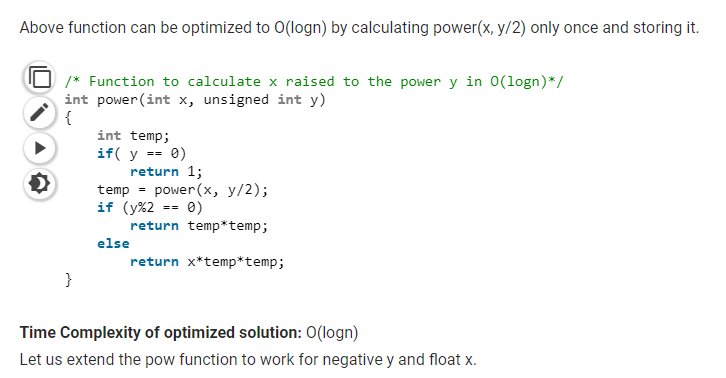 Above function can be optimized to O(logn) by calculating power(x, y/2) only once and storing it.
/* Function to calculate x raised to the power y in O(logn)*/
int power(int x, unsigned int y)
{
    int temp;
    if( y == 0)
        return 1;
    temp = power(x, y/2);
    if (y%2 == 0)
        return temp*temp;
    else
        return x*temp*temp;
}
Time Complexity of optimized solution: O(logn)
Let us extend the pow function to work for negative y and float x.